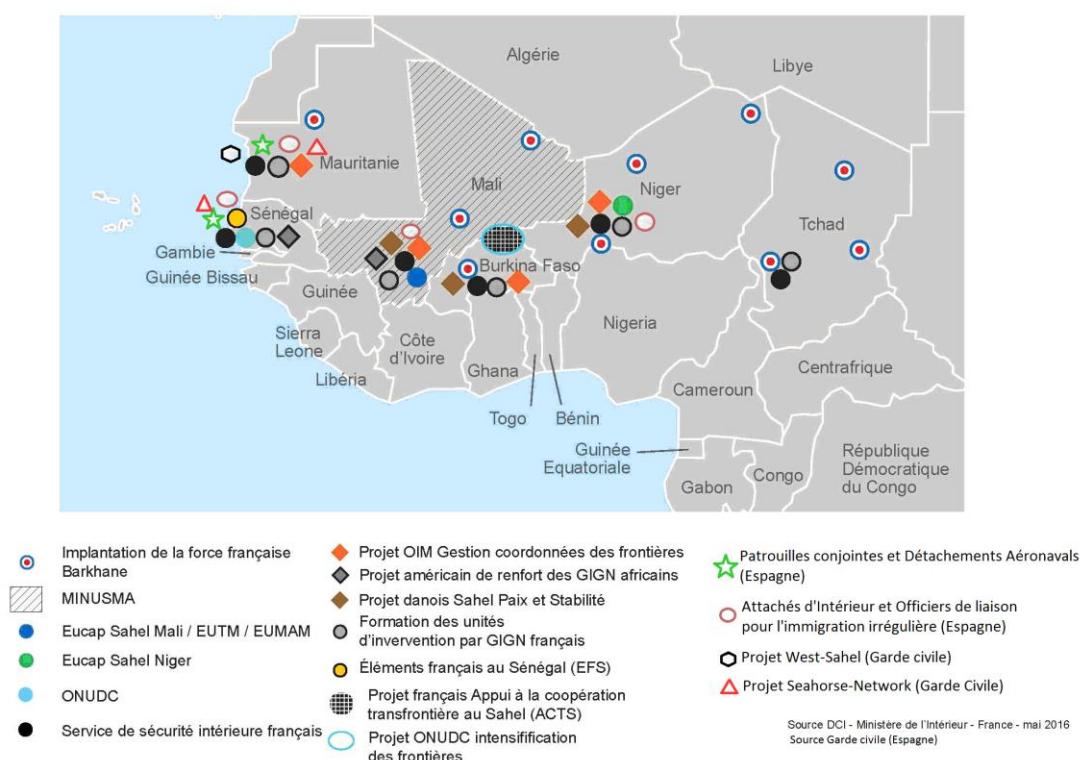 Algérie
Libye
Mauritanie
Mali
Niger
Tchad
Sénégal
Gambie
Guinée Bissau
Burkina Faso
Guinée
Nigeria
Sierra
Leone
Côte
d'Ivoire
Libéria
Ghana
Centrafrique
Cameroun
Togo
Bénin
Guinée
Equatoriale
Gabon
Congo
République
Démocratique
du Congo
Implantation de la force française
Barkhane
MINUSMA
Eucap Sahel Mali / EUTM / EUMAM
Eucap Sahel Niger
ONUDC
Service de sécurité intérieure français
Projet OIM Gestion coordonnées des frontières
Projet américain de renfort des GIGN africains
Projet danois Sahel Paix et Stabilité
Formation des unités
d'invervention par GIGN français
Éléments français au Sénégal (EFS)
Projet français Appui à la coopération
transfrontière au Sahel (ACTS)
Projet ONUDC intensifification
des frontières
Patrouilles conjointes et Détachements Aéronavals
(Espagne)
Attachés d'Intérieur et Officiers de liaison
pour l'immigration irrégulière (Espagne)
Projet West-Sahel (Garde civile)
Projet Seahorse-Network (Garde Civile)
Source DCI - Ministère de l'Intérieur - France - mai 2016
Source Garde civile (Espagne)